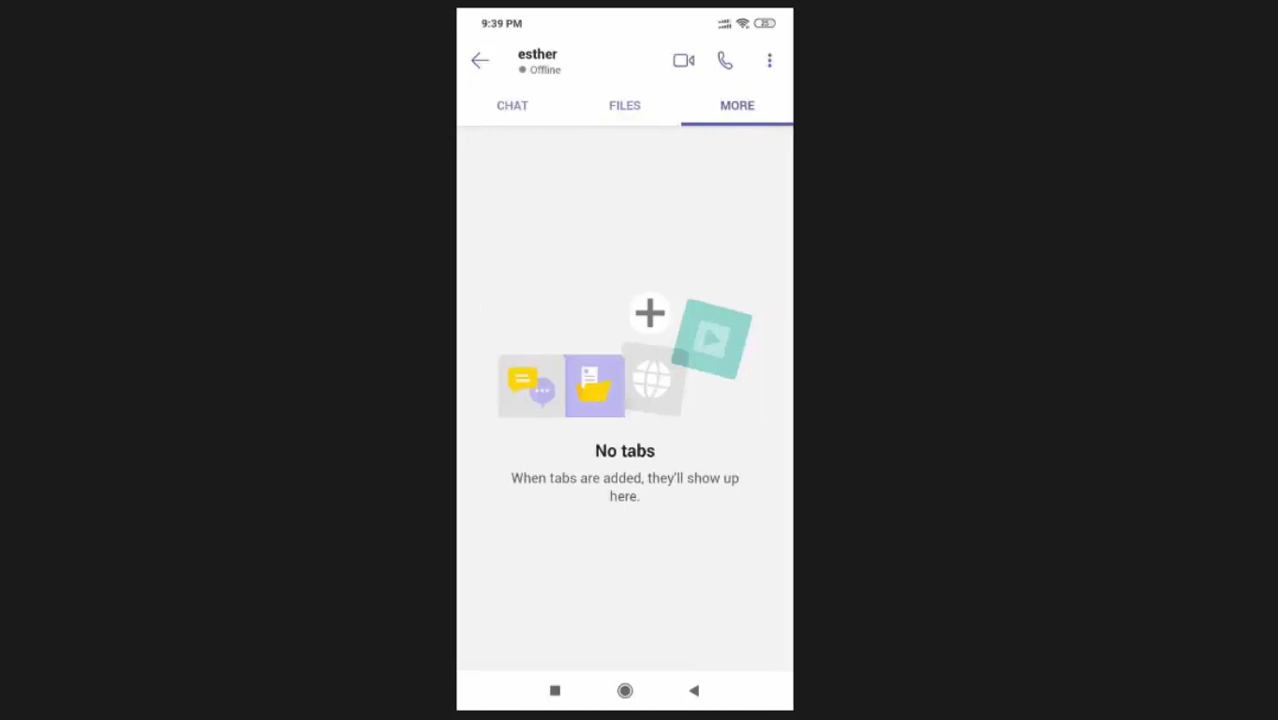 9:39 PM
25
esther
Offline
CHAT FILES MORE
No tabs
When tabs are added, they'll show up
here.